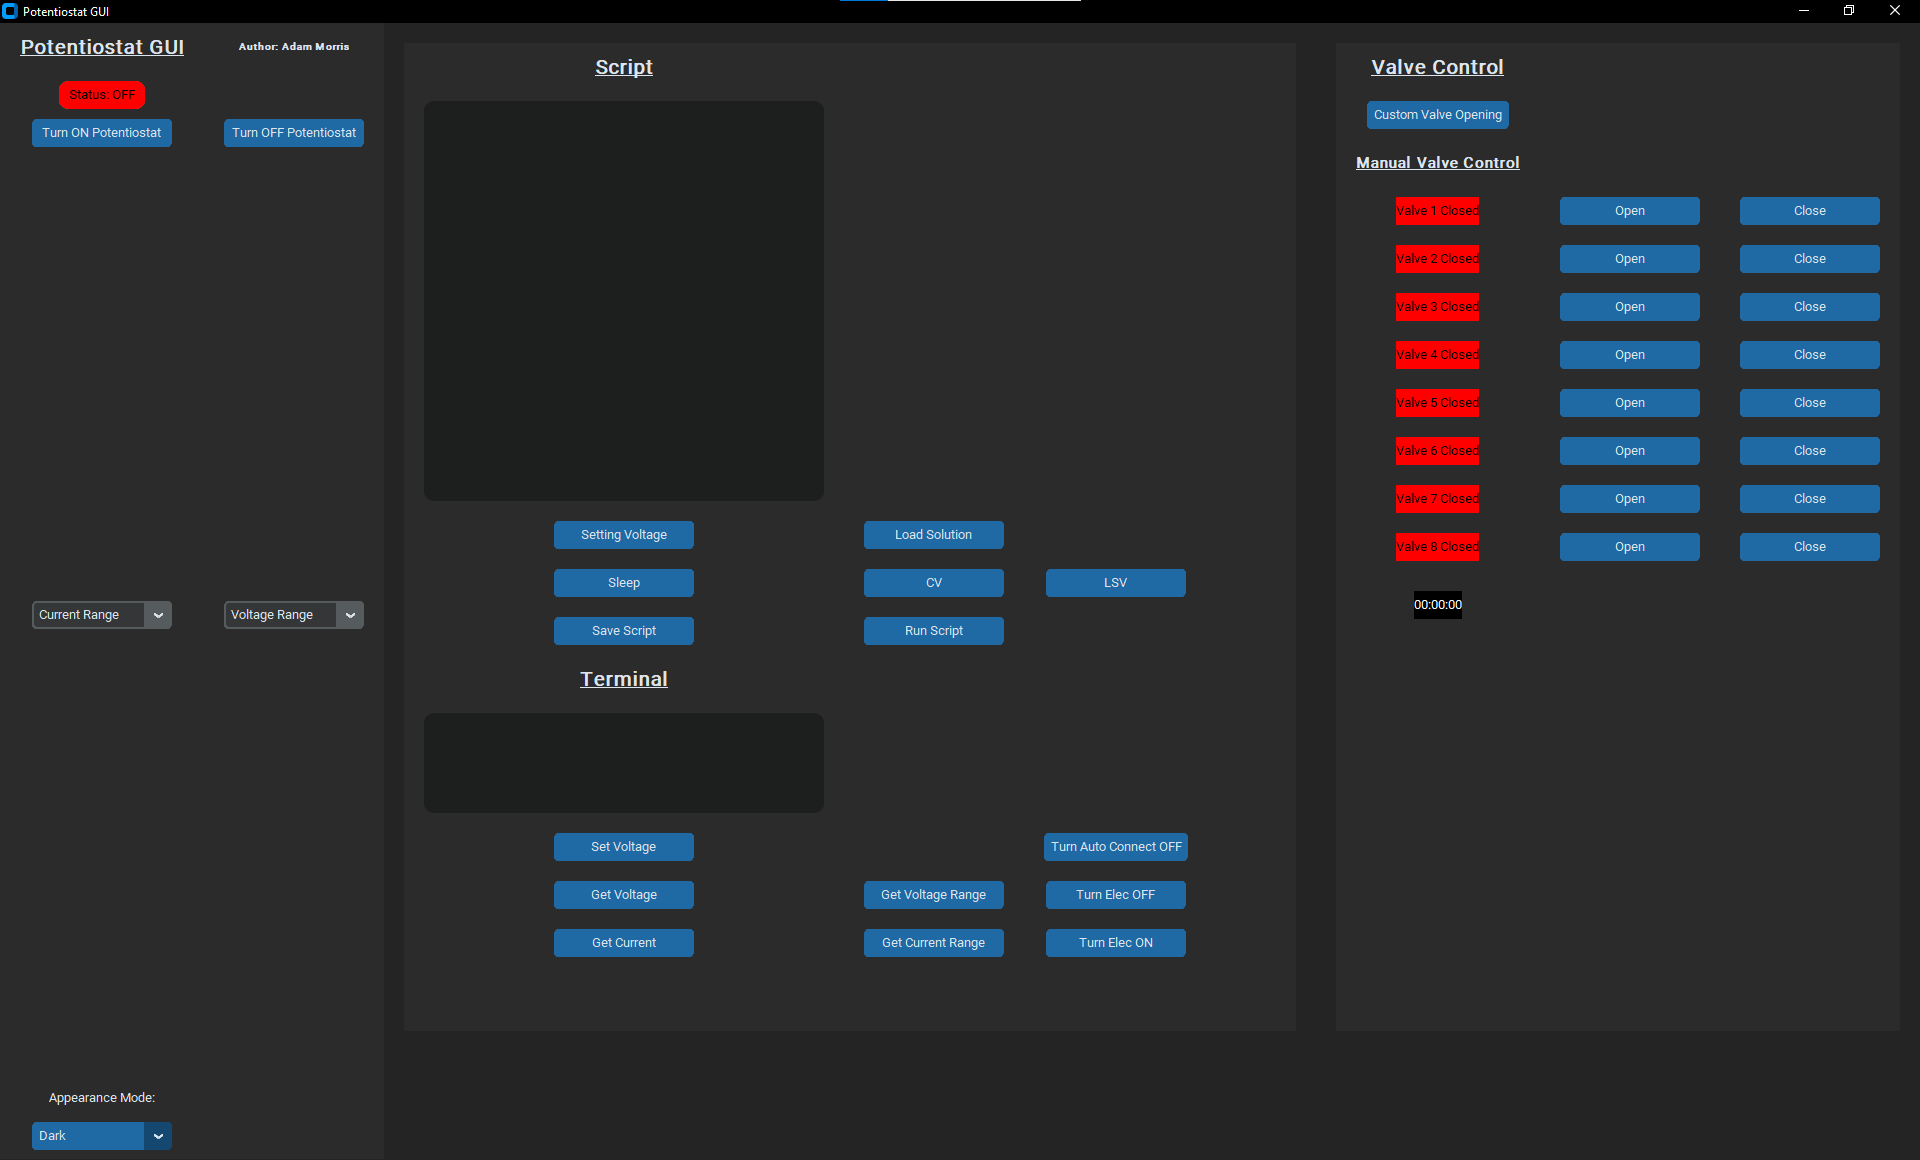 Potentiostat GUI
Potentiostat GUI
Author: Adam Morris
Status: OFF
Turn ON Potentiostat
Turn OFF Potentiostat
Current Range
Voltage Range
Appearance Mode:
Dark
Script
Setting Voltage
Load Solution
Sleep
CV
LSV
Save Script
Run Script
Terminal
Set Voltage
Turn Auto Connect OFF
Get Voltage
Get Voltage Range
Turn Elec OFF
Get Current
Get Current Range
Turn Elec ON
Valve Control
Custom Valve Opening
Manual Valve Control
Valve 1 Closed
Open
Close
Valve 2 Closed
Open
Close
Valve 3 Closed
Open
Close
Valve 4 Closed
Open
Close
Valve 5 Closed
Open
Close
Valve 6 Closed
Open
Close
Valve 7 Closed
Open
Close
Valve 8 Closed
Open
Close
00:00:00